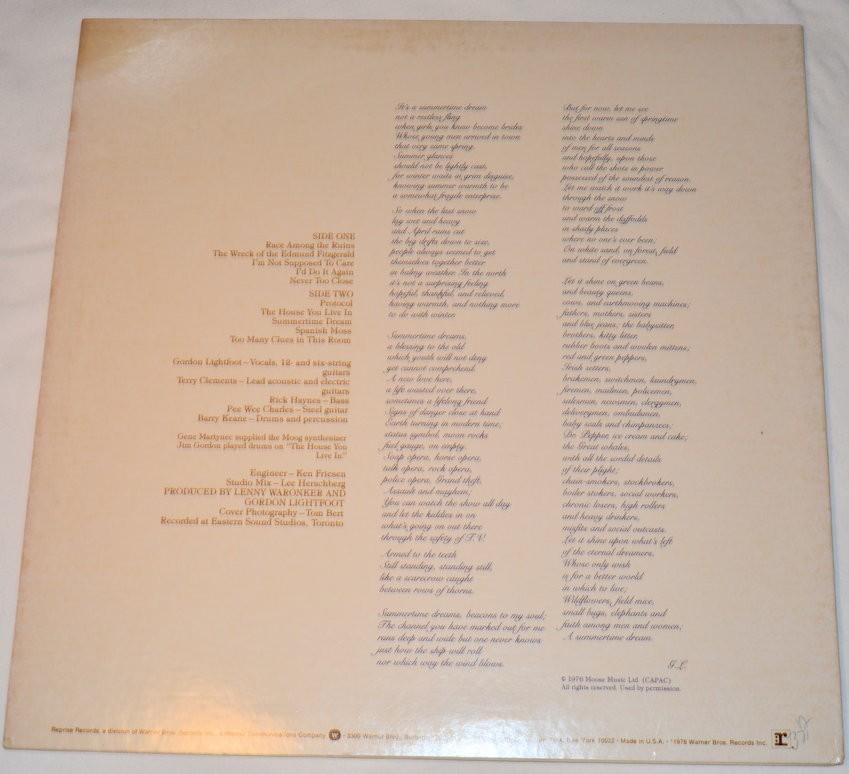 SIDE ONE
Race Among the Ruins
The Wreck of the Edmund Fitzgerald
I'm Not Supposed To Care
I'd Do It Again
Never Too Close
SIDE TWO
Protocol
The House You Live In
Summertime Dream
Spanish Moss
Too Many Clues in This Room
Gordon Lightfoot – Vocals, 12- and six-string
guitars
Terry Clements – Lead acoustic and electric
guitars
Rick Haynes – Bass
Pee Wee Charles – Steel guitar
Barry Keane – Drums and percussion
Gene Martynec supplied the Moog synthesiser
Jim Gordon played drums on "The House You
Live In"
Engineer – Ken Friesen
Studio Mix – Lee Herschberg
PRODUCED BY LENNY WARONKER AND
GORDON LIGHTFOOT
Cover Photography – Tom Bert
Recorded at Eastern Sound Studios, Toronto
It's a summertime dream
not a restless fling
when girls you knew become brides
Whose young men arrived in town
that very same spring.
Summer glances
should not be lightly cast,
for winter waits in grim disguise,
knowing summer warmth to be
a somewhat fragile enterprise.
So when the last snow
lay wet and heavy
and April rains cut
the big drifts down to size,
people always seemed to get
themselves together better
in balmy weather. In the north
it's not a surprising feeling
hopeful, thankful, and relieved,
having warmth, and nothing more
to do with winter.
Summertime dreams,
a blessing to the old
which youth will not deny
yet cannot comprehend.
A new love here,
a life wasted over there,
sometimes a lifelong friend
Signs of danger close at hand
Earth turning in modern time,
status symbol, moon rocks
fuel gauge, on empty.
Soap opera, horse opera,
talk opera, rock opera,
police opera, Grand theft,
Assault and mayhem;
You can watch the show all day
and let the kiddies in on
what's going on out there
through the safety of T.V.
Armed to the teeth
Still standing, standing still,
like a scarecrow caught
between rows of thorns.
Summertime dreams, beacons to my soul;
The channel you have marked out for me
runs deep and wide but one never knows
just how the ship will roll
nor which way the wind blows.
But for now, let me see
the first warm sun of springtime
shine down
into the hearts and minds
of men for all seasons
and hopefully, upon those
who call the shots in power
possessed of the soundest of reason.
Let me watch it work it's way down
through the snow
to ward off frost
and warm the daffodils
in shady places
where no one's ever been.
On white sand, on forest, field
and stand of evergreen.
Let it shine on green beans,
and beauty queens,
cows, and earthmoving machines;
fathers, mothers, sisters
and blue jeans; the babysitter,
brothers, kitty litter,
rubber boots and woolen mittens;
red and green peppers,
Irish setters,
brakemen, switchmen, laundrymen,
firemen, mailmen, policemen,
salesmen, newsmen, clergymen,
deliverymen, ombudsmen,
baby seals and chimpanzees;
Dr. Pepper, ice cream and cake;
the Great whales,
with all the sordid details
of their plight;
chain-smokers, stockbrokers,
boiler stokers, social workers,
chronic losers, high rollers
and heavy drinkers,
misfits and social outcasts.
Let it shine upon what's left
of the eternal dreamers,
Whose only wish
is for a better world
in which to live;
Wildflowers, field mice,
small bugs, elephants and
faith among men and women;
A summertime dream.
G.L.
© 1976 Moose Music Ltd. (CAPAC)
All rights reserved. Used by permission.
Reprise Records, a division of Warner Bros. Records Inc., a Warner Communications Company W · 3300 Warner Blvd., New York 10022 · Made in U.S.A. · © 1976 Warner Bros. Records Inc. r